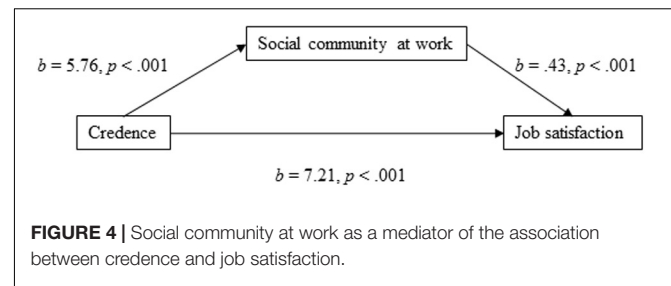 Social community at work
b = 5.76, p < .001
b = .43, p < .001
Credence
Job satisfaction
b = 7.21, p < .001
FIGURE 4 | Social community at work as a mediator of the association
between credence and job satisfaction.